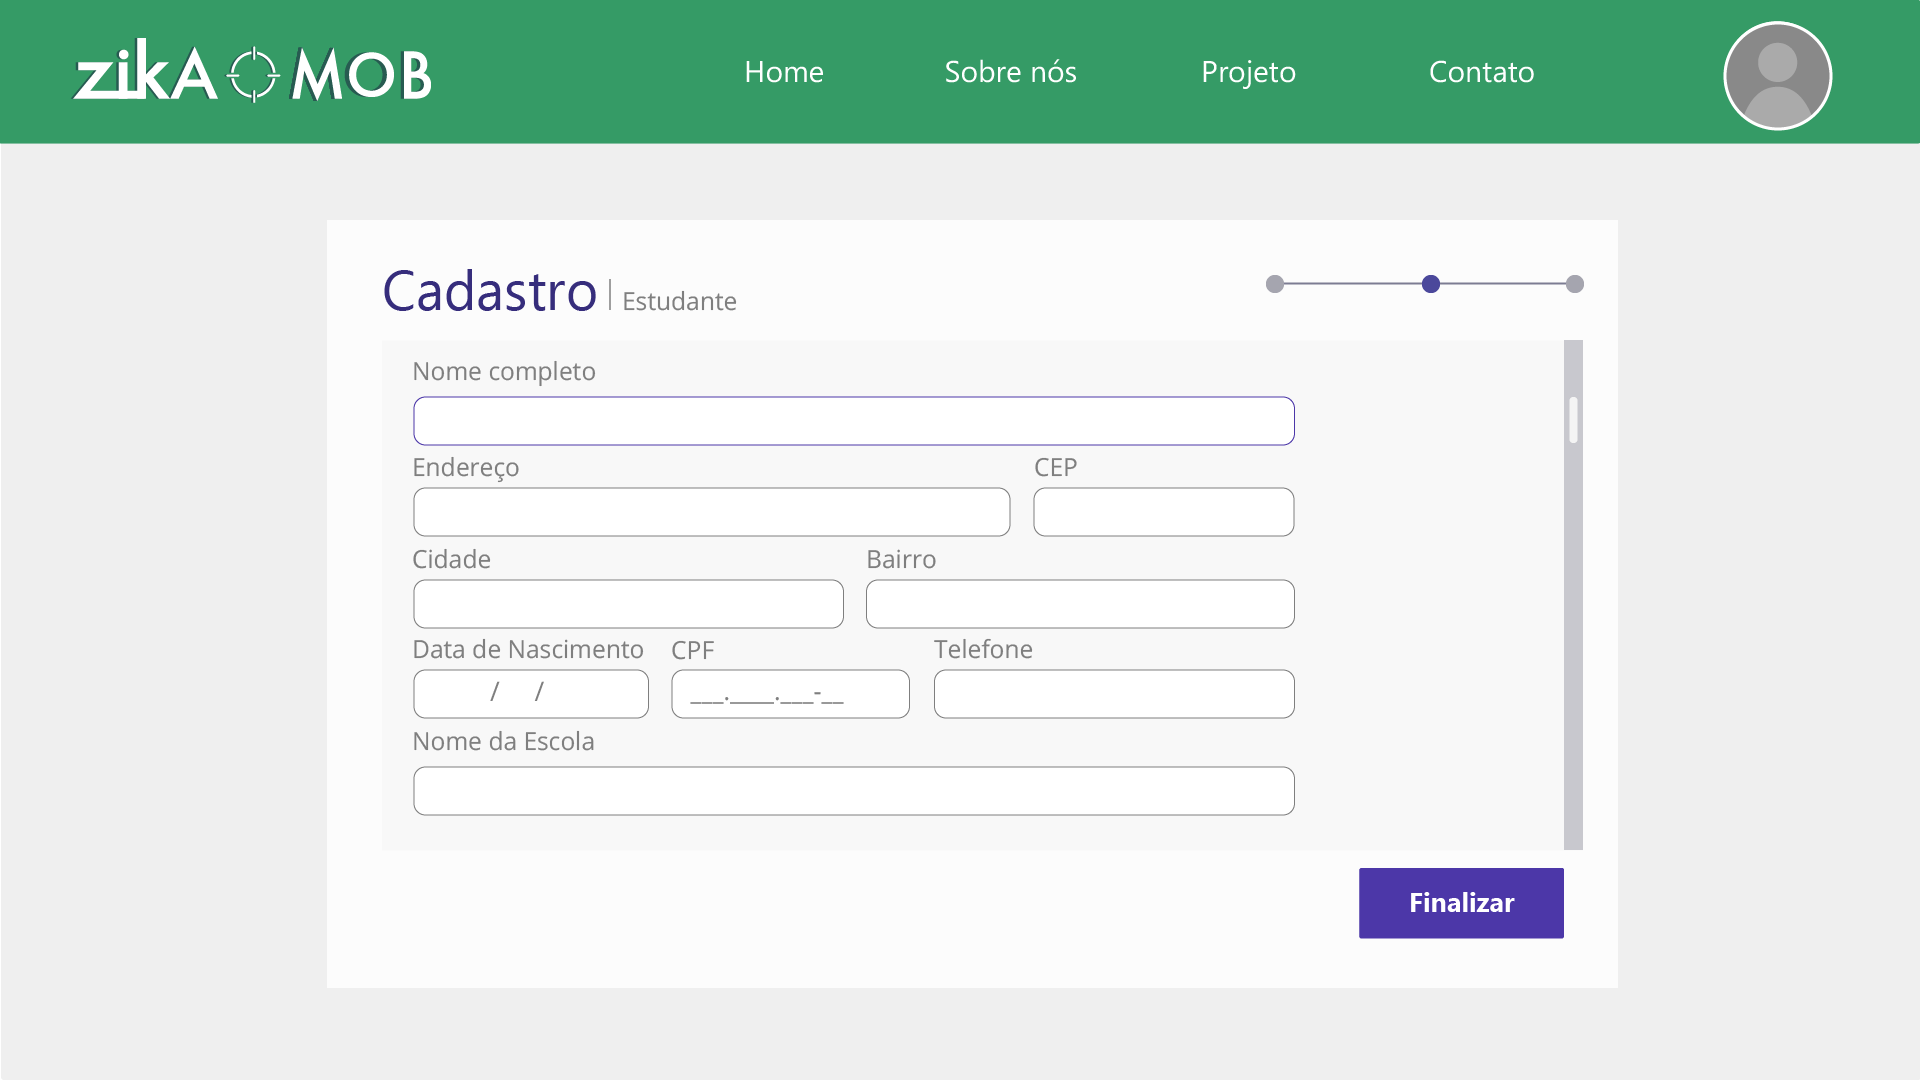 zikA MOB
Home Sobre nós Projeto Contato
Cadastro | Estudante
Nome completo
Endereço CEP
Cidade Bairro
Data de Nascimento CPF Telefone
/ / ___.____.___-__
Nome da Escola
Finalizar